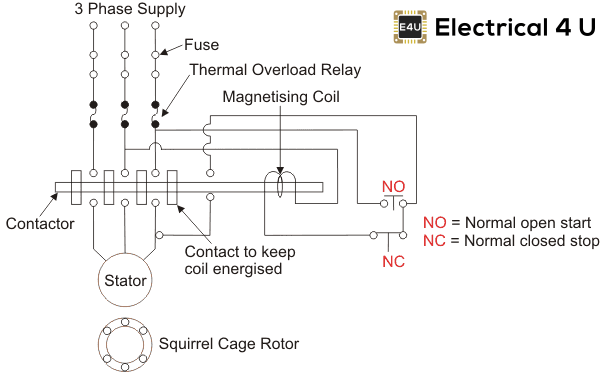 3 Phase Supply
E4U
Electrical 4 U
Fuse
Thermal Overload Relay
Magnetising Coil
NO
Contactor
NO = Normal open start
NC = Normal closed stop
Contact to keep
coil energised
NC
Stator
Squirrel Cage Rotor